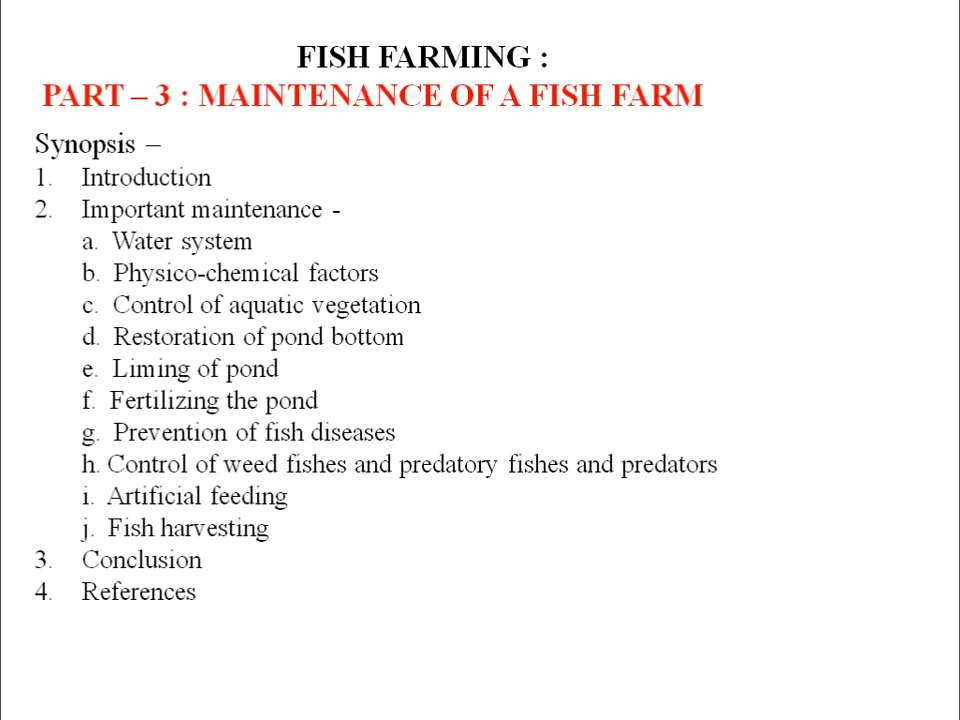 FISH FARMING :
PART – 3 : MAINTENANCE OF A FISH FARM
Synopsis –
1. Introduction
2. Important maintenance -
a. Water system
b. Physico-chemical factors
c. Control of aquatic vegetation
d. Restoration of pond bottom
e. Liming of pond
f. Fertilizing the pond
g. Prevention of fish diseases
h. Control of weed fishes and predatory fishes and predators
i. Artificial feeding
j. Fish harvesting
3. Conclusion
4. References